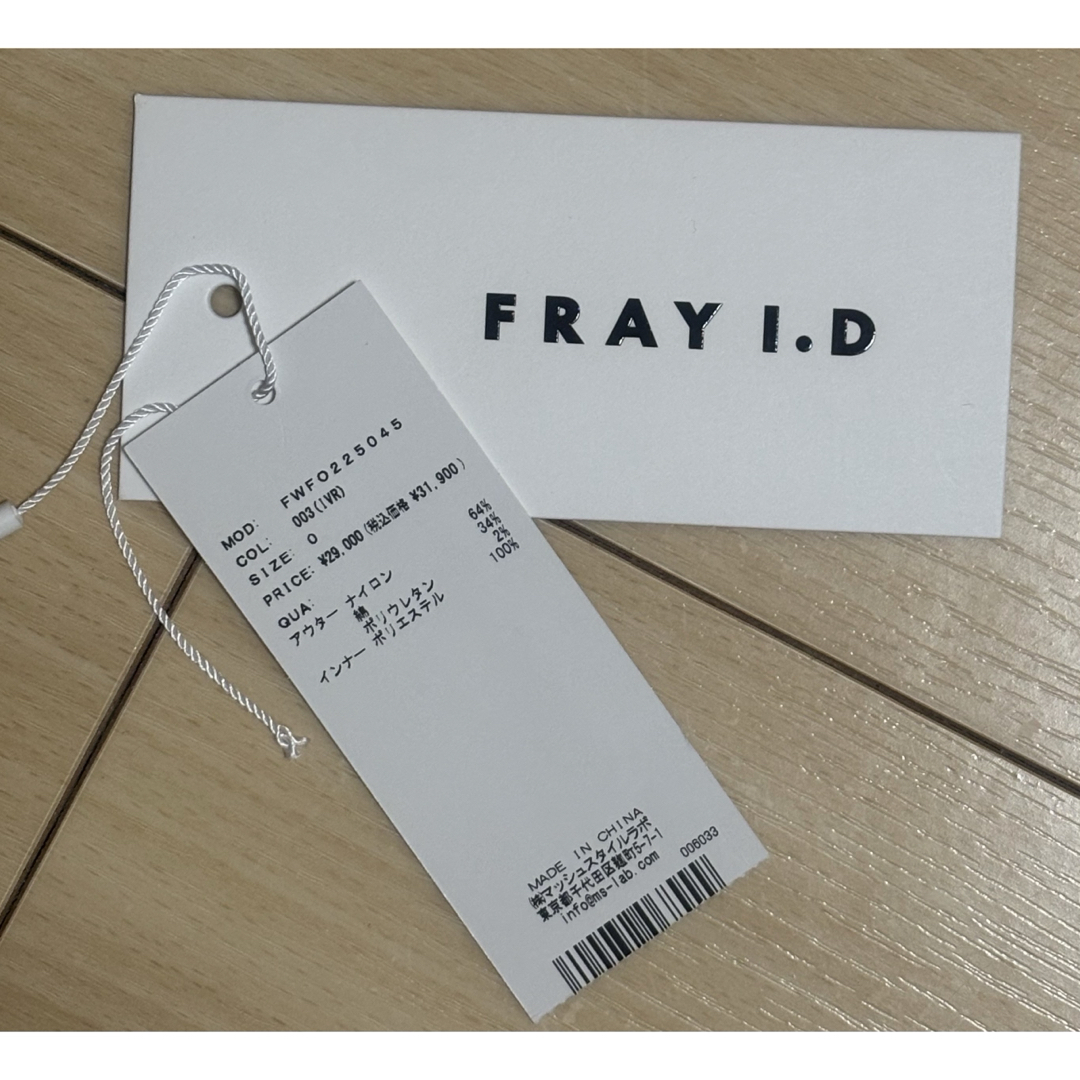 FRAY I.D
MOD: FWFO225045
COL: 003(IVR)
SIZE: 0
PRICE: ¥29,000(税込価格 ¥31,900)
QUA:
アウター ナイロン 64%
綿 34%
ポリウレタン 2%
インナー ポリエステル 100%
MADE IN CHINA
㈱マッシュスタイルラボ
東京都千代田区麹町5-7-1
info@ms-lab.com 006033